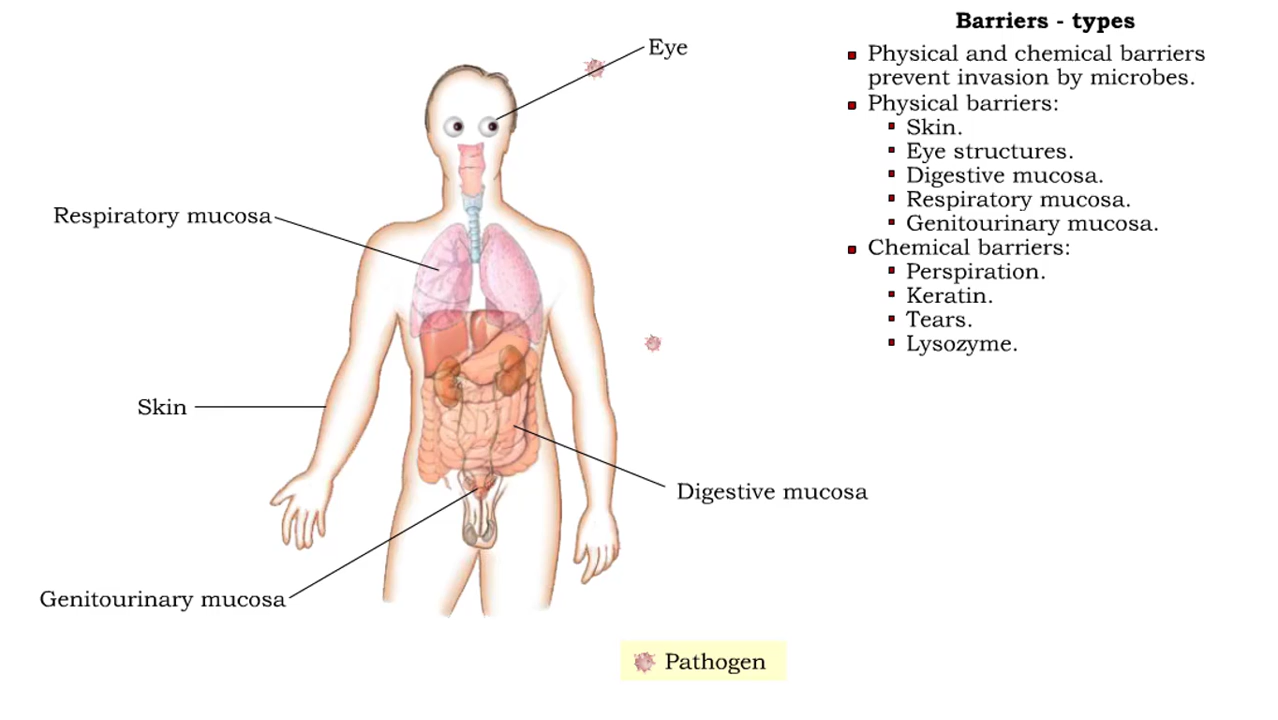 Barriers - types
Physical and chemical barriers
prevent invasion by microbes.
Physical barriers:
Skin.
Eye structures.
Digestive mucosa.
Respiratory mucosa.
Genitourinary mucosa.
Chemical barriers:
Perspiration.
Keratin.
Tears.
Lysozyme.
Eye
Respiratory mucosa
Skin
Digestive mucosa
Genitourinary mucosa
Pathogen